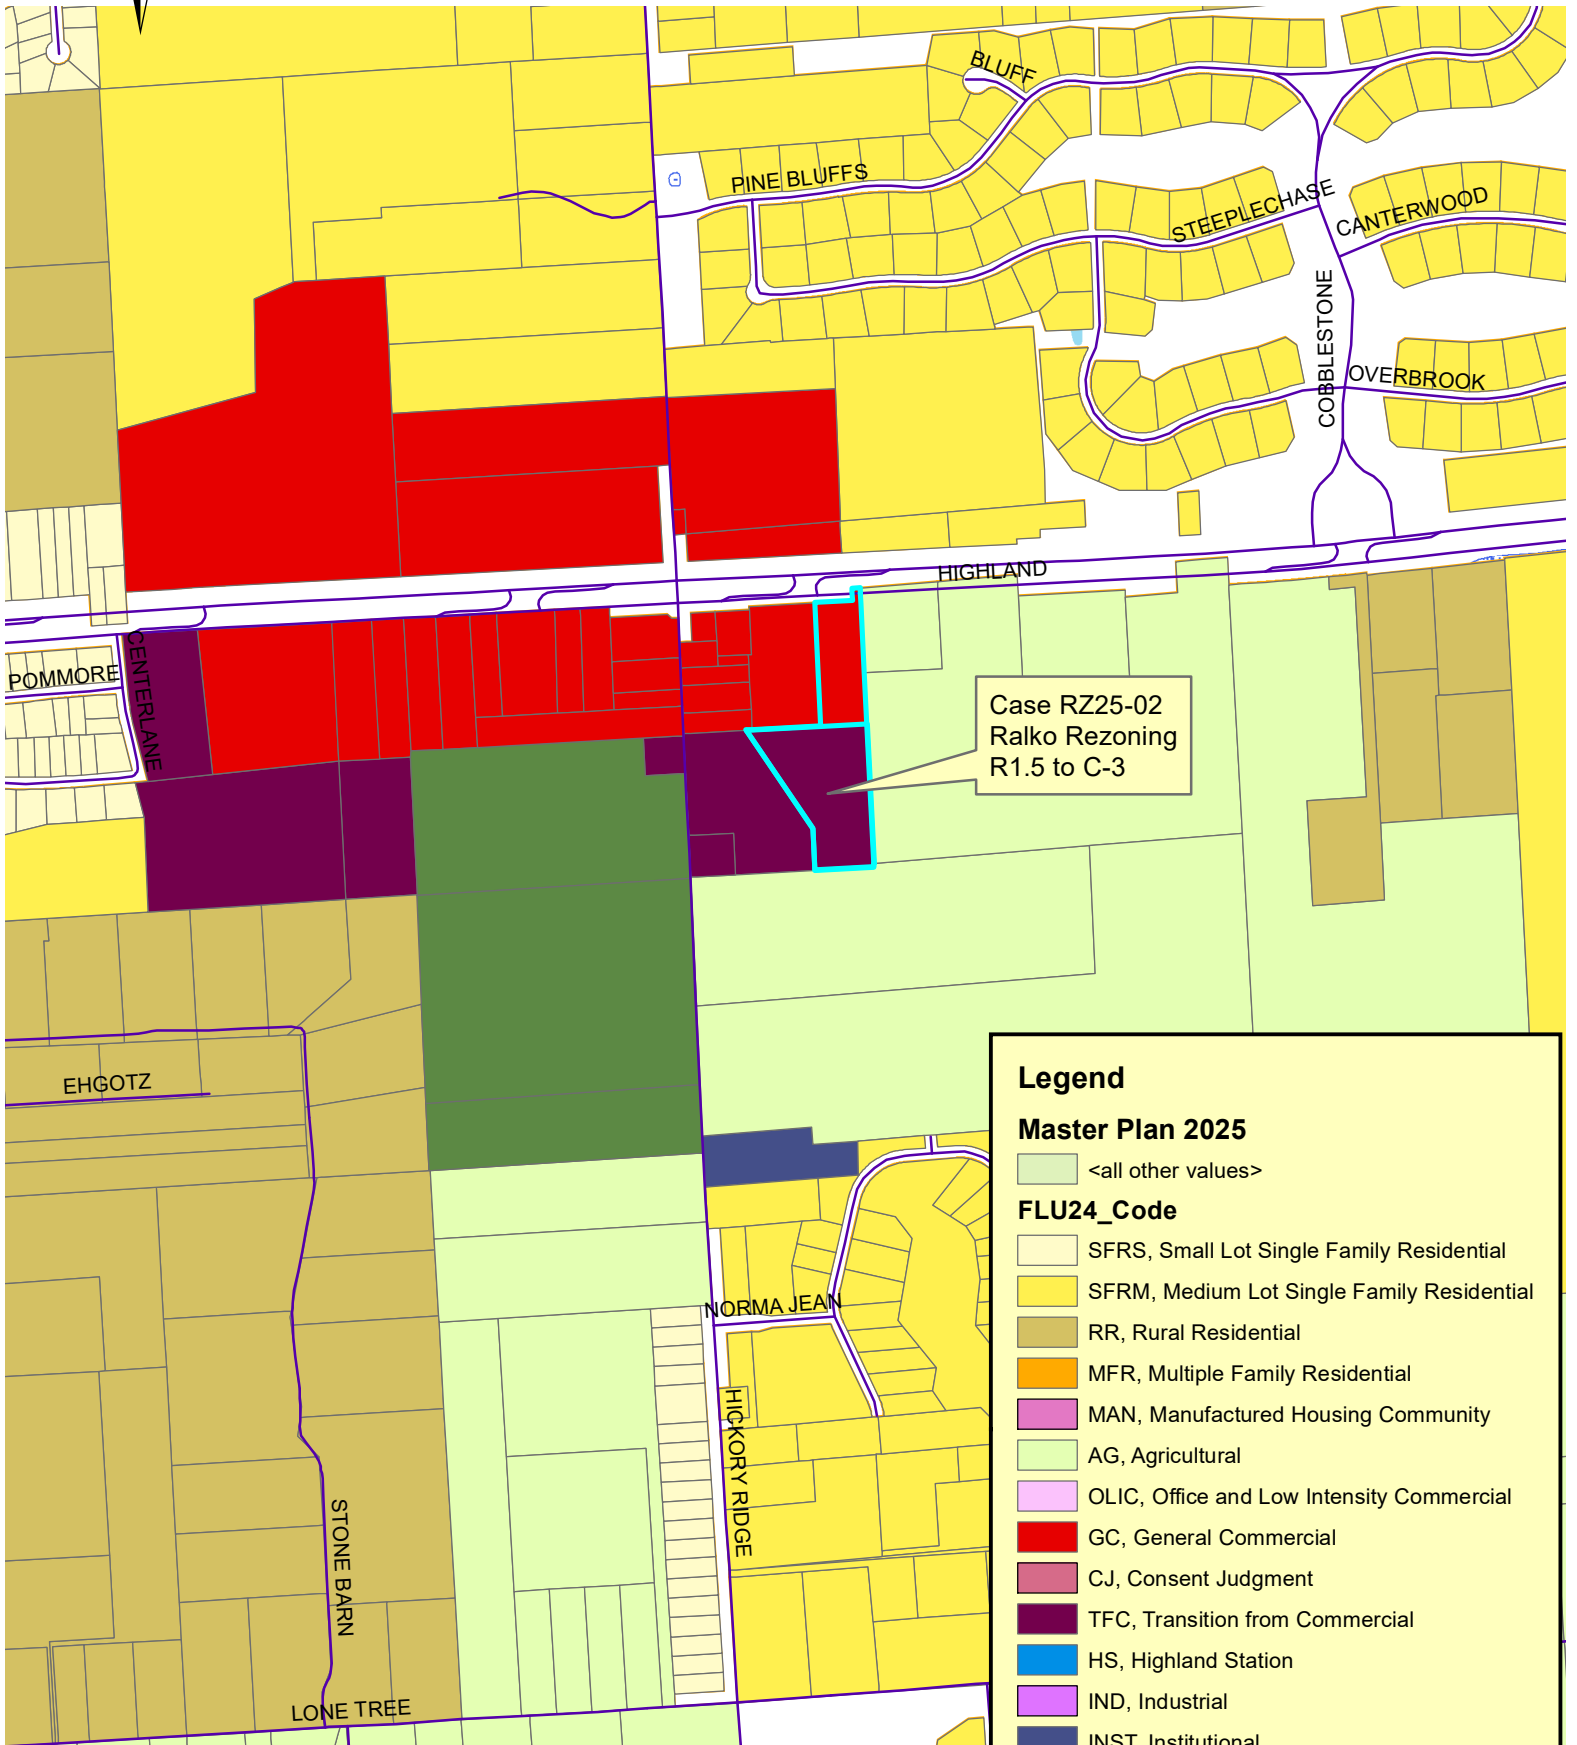 BLUFF
PINE BLUFFS
STEEPLECHASE
CANTERWOOD
COBBLESTONE
OVERBROOK
HIGHLAND
CENTERLANE
POMMORE
Case RZ25-02
Ralko Rezoning
R1.5 to C-3
EHGOTZ
NORMA JEAN
HICKORY RIDGE
STONE BARN
LONE TREE
Legend
Master Plan 2025
<all other values>
FLU24_Code
SFRS, Small Lot Single Family Residential
SFRM, Medium Lot Single Family Residential
RR, Rural Residential
MFR, Multiple Family Residential
MAN, Manufactured Housing Community
AG, Agricultural
OLIC, Office and Low Intensity Commercial
GC, General Commercial
CJ, Consent Judgment
TFC, Transition from Commercial
HS, Highland Station
IND, Industrial
INST, Institutional